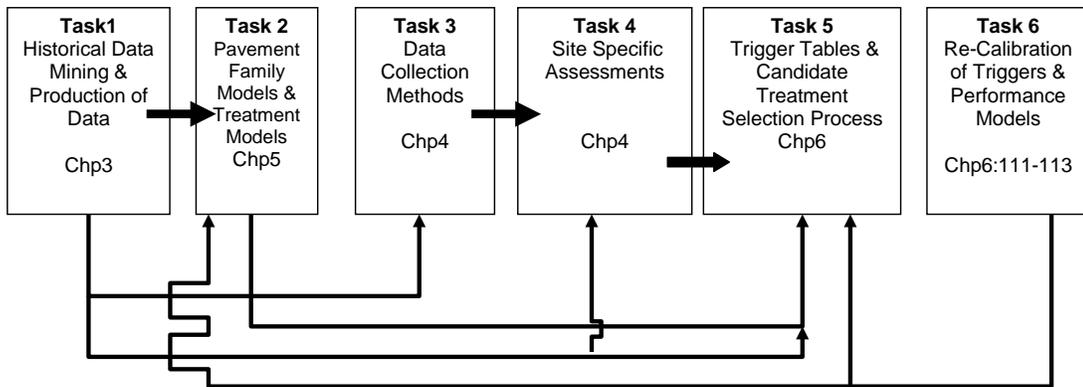 Task1
Historical Data
Mining &
Production of
Data
Chp3
Task 2
Pavement
Family
Models &
Treatment
Models
Chp5
Task 3
Data
Collection
Methods
Chp4
Task 4
Site Specific
Assessments
Chp4
Task 5
Trigger Tables &
Candidate
Treatment
Selection Process
Chp6
Task 6
Re-Calibration
of Triggers &
Performance
Models
Chp6:111-113